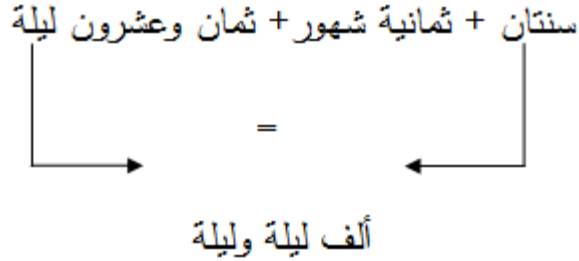 سنتان + ثمانية شهور + ثمان وعشرون ليلة
=
ألف ليلة وليلة